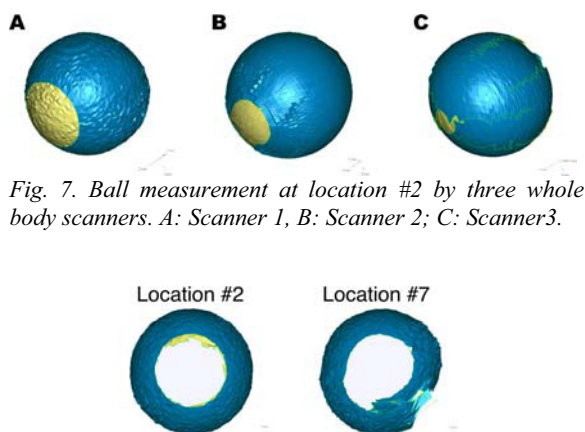 A B C
Fig. 7. Ball measurement at location #2 by three whole
body scanners. A: Scanner 1, B: Scanner 2; C: Scanner3.
Location #2 Location #7